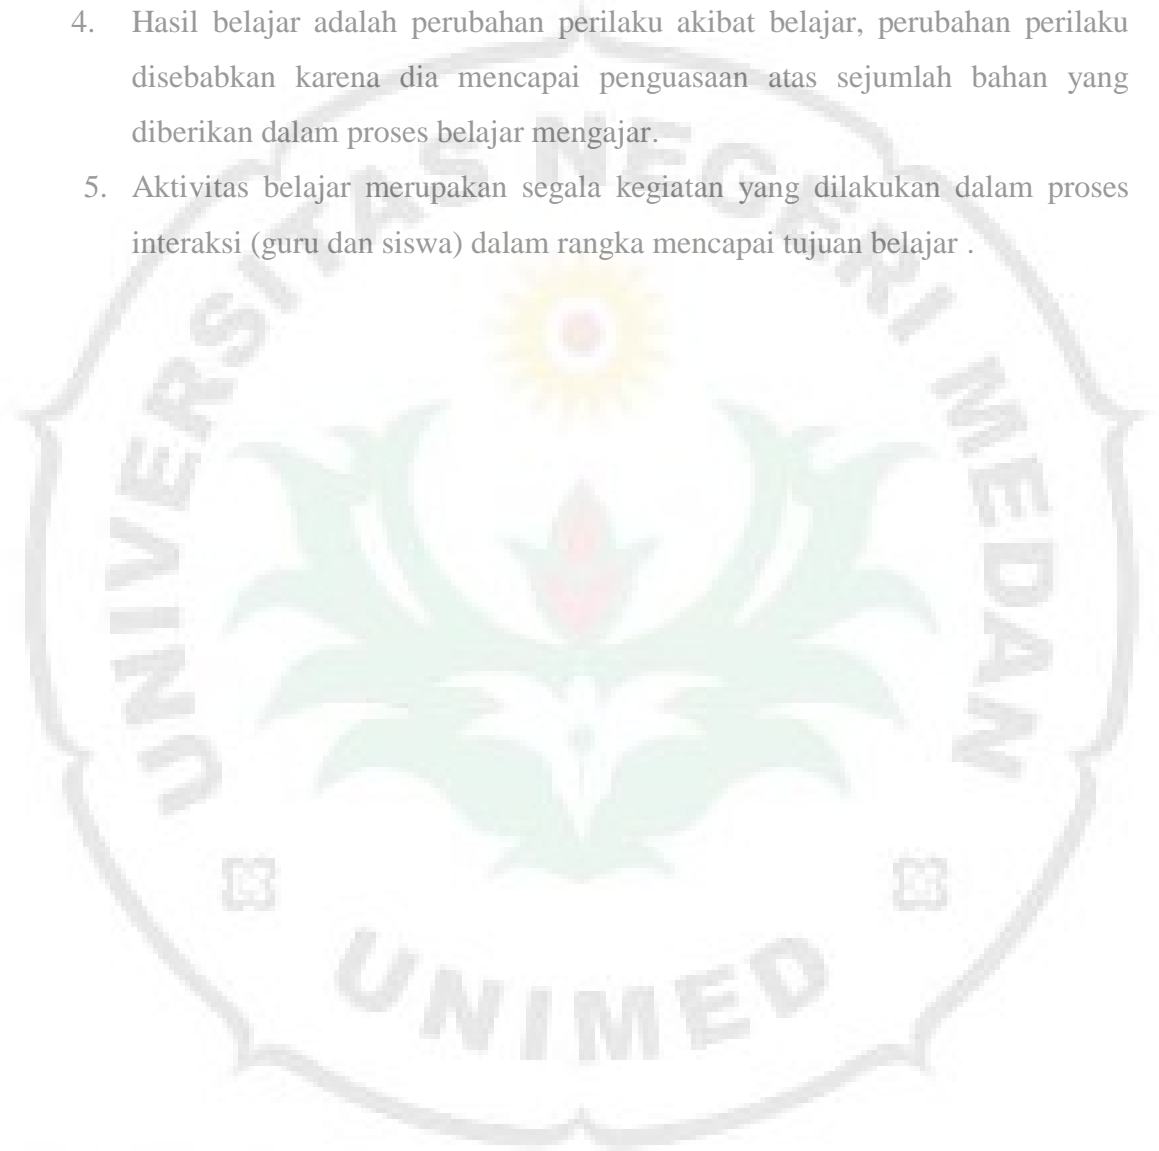 4. Hasil belajar adalah perubahan perilaku akibat belajar, perubahan perilaku
disebabkan karena dia mencapai penguasaan atas sejumlah bahan yang
diberikan dalam proses belajar mengajar.
5. Aktivitas belajar merupakan segala kegiatan yang dilakukan dalam proses
interaksi (guru dan siswa) dalam rangka mencapai tujuan belajar .
UNIVERSITAS NEGERI MEDAN
UNIMED